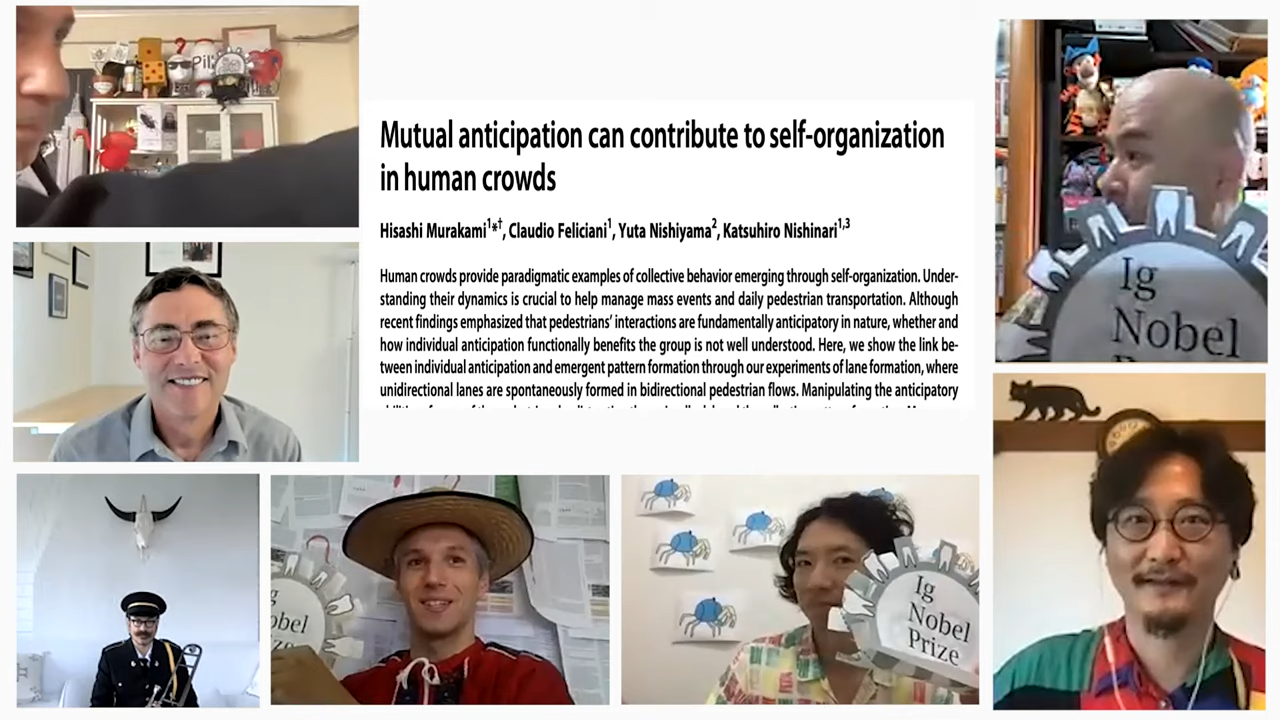 Mutual anticipation can contribute to self-organization
in human crowds
Hisashi Murakami1*†, Claudio Feliciani1, Yuta Nishiyama2, Katsuhiro Nishinari1,3
Human crowds provide paradigmatic examples of collective behavior emerging through self-organization. Under-
standing their dynamics is crucial to help manage mass events and daily pedestrian transportation. Although
recent findings emphasized that pedestrians' interactions are fundamentally anticipatory in nature, whether and
how individual anticipation functionally benefits the group is not well understood. Here, we show the link be-
tween individual anticipation and emergent pattern formation through our experiments of lane formation, where
unidirectional lanes are spontaneously formed in bidirectional pedestrian flows. Manipulating the anticipatory
Ig
Nobel
Ig
Nobel
Prize